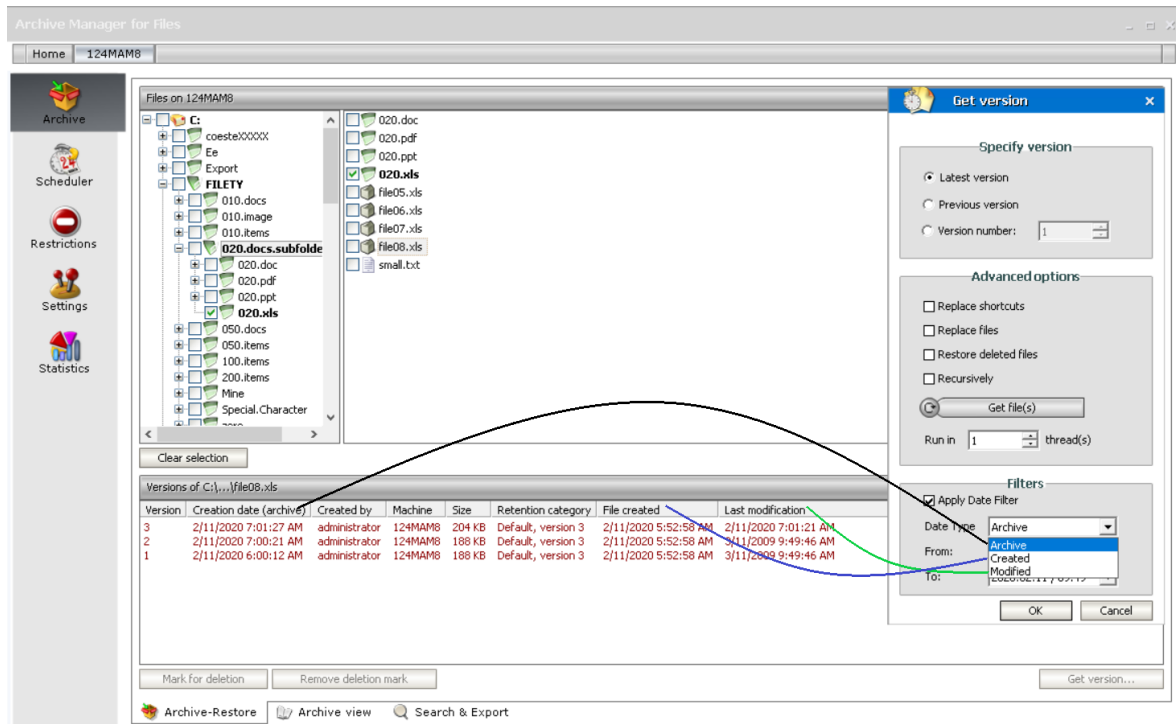 Archive Manager for Files
Home 124MAM8
Archive
Scheduler
Restrictions
Settings
Statistics
Files on 124MAM8
C:
coesteXXXXX
Ee
Export
FILETY
010.docs
010.image
010.items
020.docs.subfolde
020.doc
020.pdf
020.ppt
020.xls
050.docs
050.items
100.items
200.items
Mine
Special.Character
020.doc
020.pdf
020.ppt
020.xls
file05.xls
file06.xls
file07.xls
file08.xls
small.txt
Clear selection
Versions of C:\...\file08.xls
Version Creation date (archive) Created by Machine Size Retention category File created Last modification
3 2/11/2020 7:01:27 AM administrator 124MAM8 204 KB Default, version 3 2/11/2020 5:52:58 AM 2/11/2020 7:01:21 AM
2 2/11/2020 7:00:21 AM administrator 124MAM8 188 KB Default, version 3 2/11/2020 5:52:58 AM 3/11/2009 9:49:46 AM
1 2/11/2020 6:00:12 AM administrator 124MAM8 188 KB Default, version 3 2/11/2020 5:52:58 AM 3/11/2009 9:49:46 AM
Mark for deletion Remove deletion mark Get version...
Archive-Restore Archive view Search & Export
Get version
Specify version
Latest version
Previous version
Version number: 1
Advanced options
Replace shortcuts
Replace files
Restore deleted files
Recursively
Get file(s)
Run in 1 thread(s)
Filters
Apply Date Filter
Date Type Archive
Archive
From:
Created
Modified
To:
OK Cancel